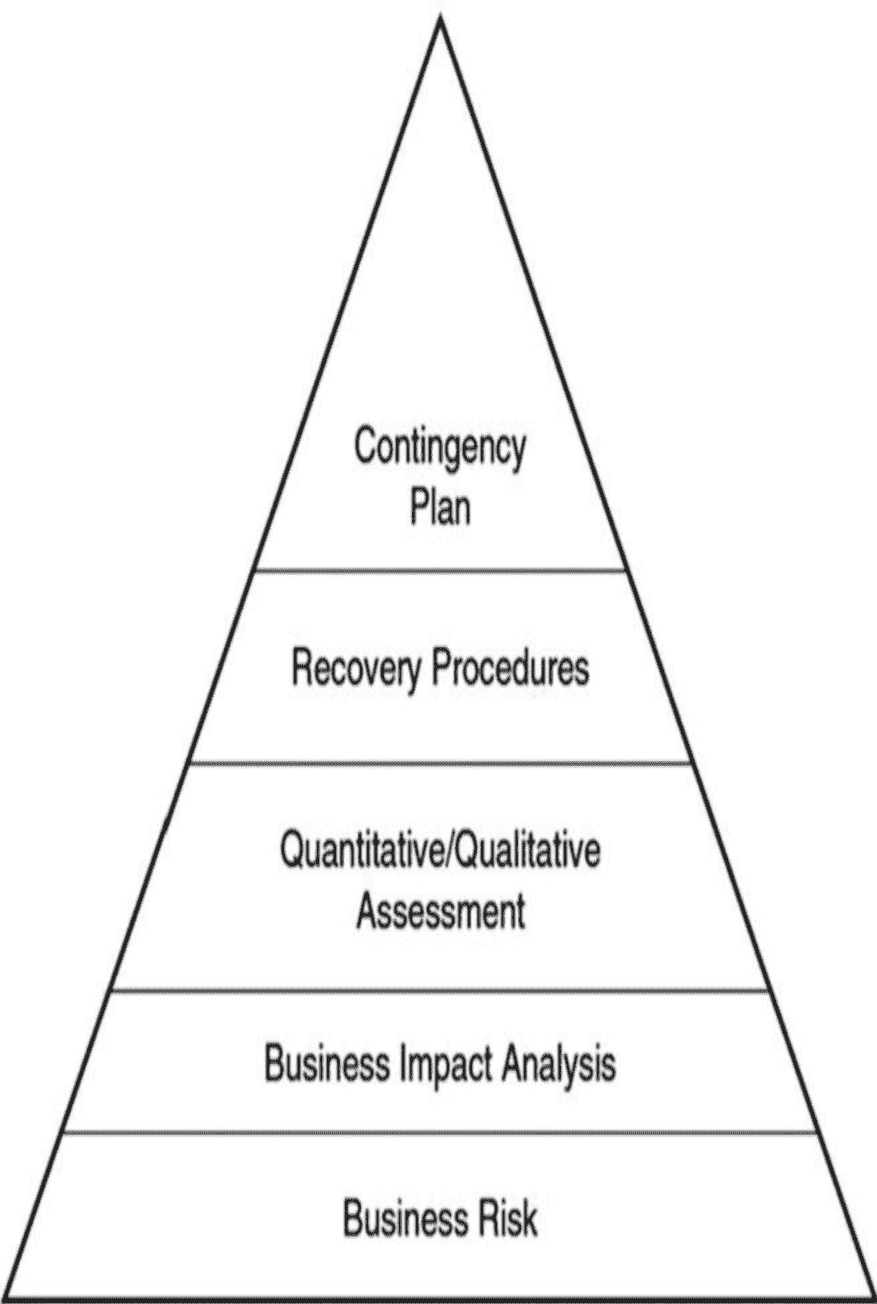 Contingency
Plan
Recovery Procedures
Quantitative/Qualitative
Assessment
Business Impact Analysis
Business Risk